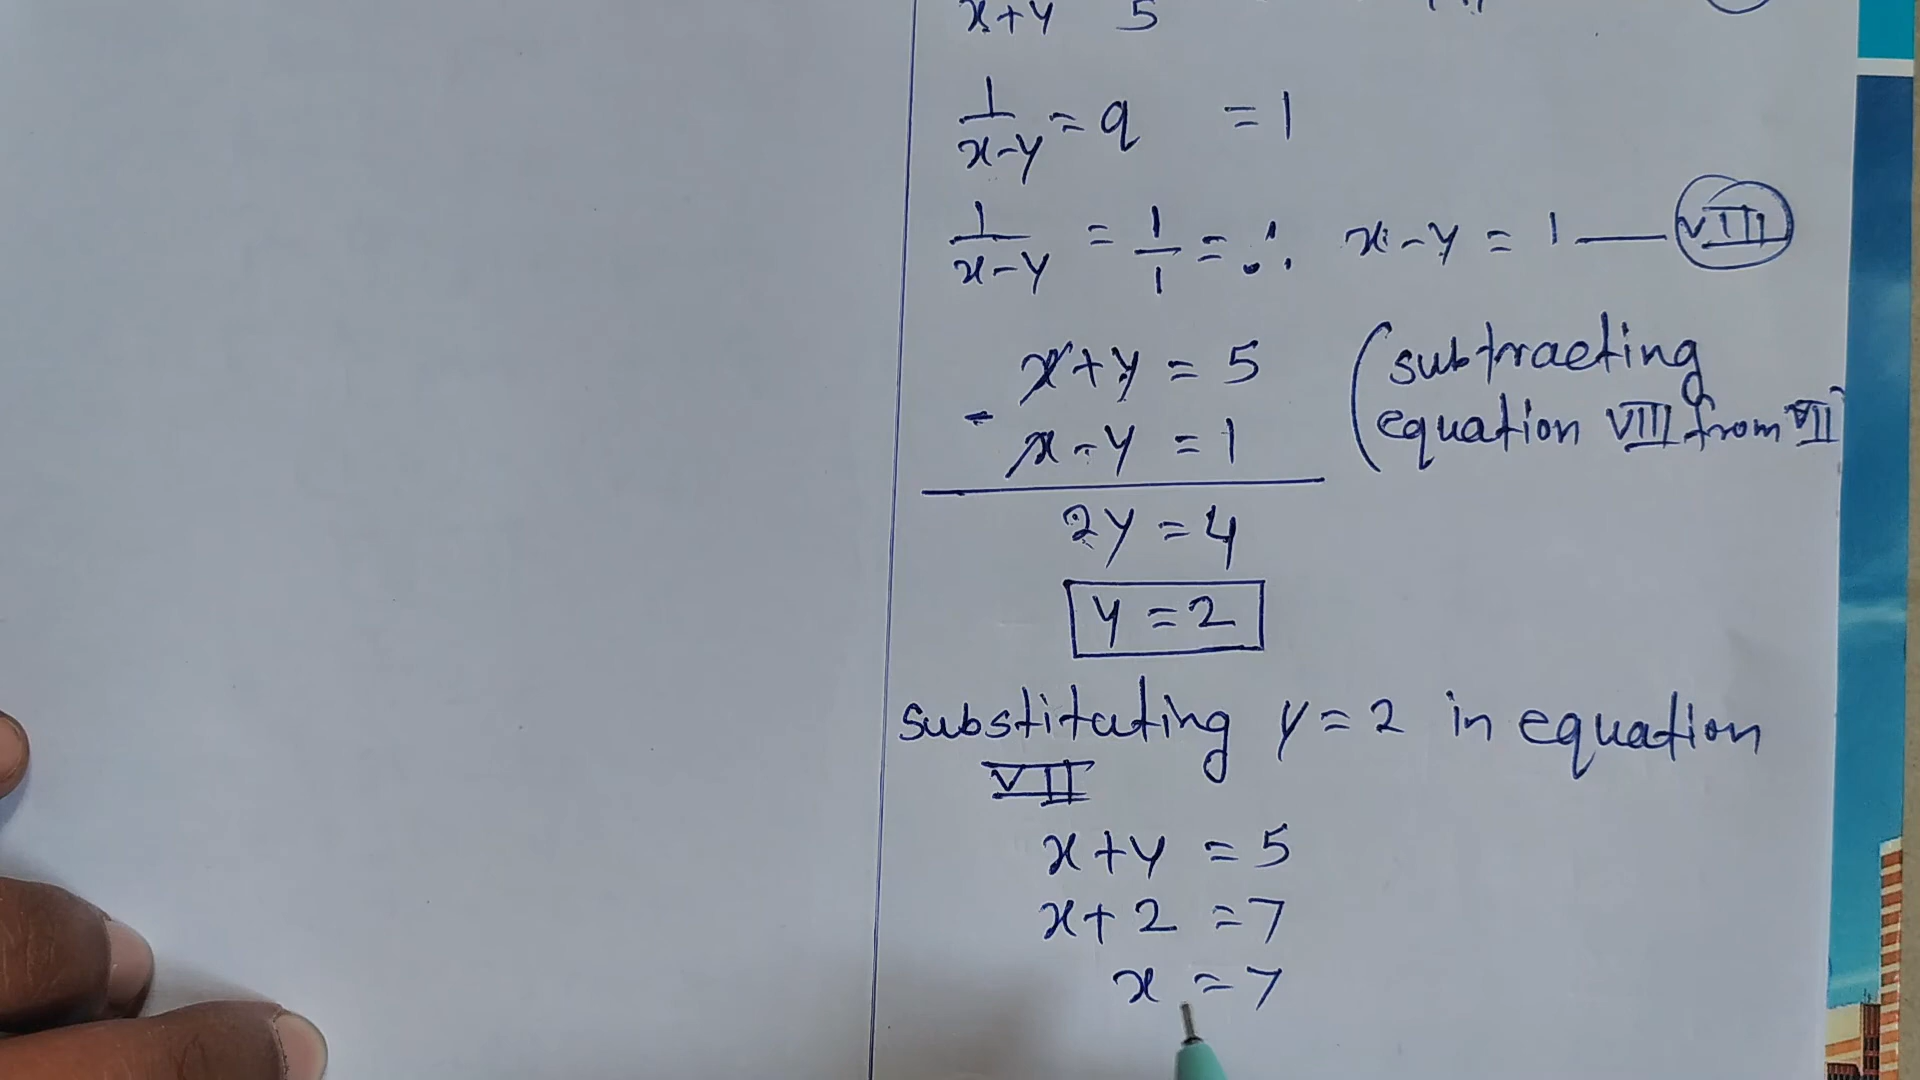 x+y 5
1/(x-y) = q = 1
1/(x-y) = 1/1 = ∴ x-y = 1 — VIII
x+y = 5 (subtracting
- x-y = 1 equation VIII from VII
2y = 4
y = 2
substituting y=2 in equation
VII
x+y = 5
x+2 = 7
x = 7